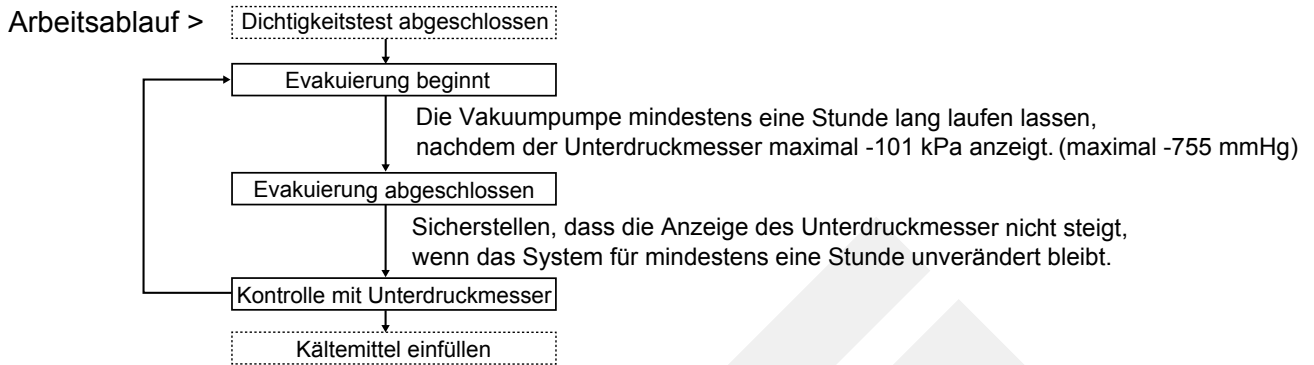 Arbeitsablauf >
Dichtigkeitstest abgeschlossen
Evakuierung beginnt
Die Vakuumpumpe mindestens eine Stunde lang laufen lassen,
nachdem der Unterdruckmesser maximal -101 kPa anzeigt. (maximal -755 mmHg)
Evakuierung abgeschlossen
Sicherstellen, dass die Anzeige des Unterdruckmesser nicht steigt,
wenn das System für mindestens eine Stunde unverändert bleibt.
Kontrolle mit Unterdruckmesser
Kältemittel einfüllen